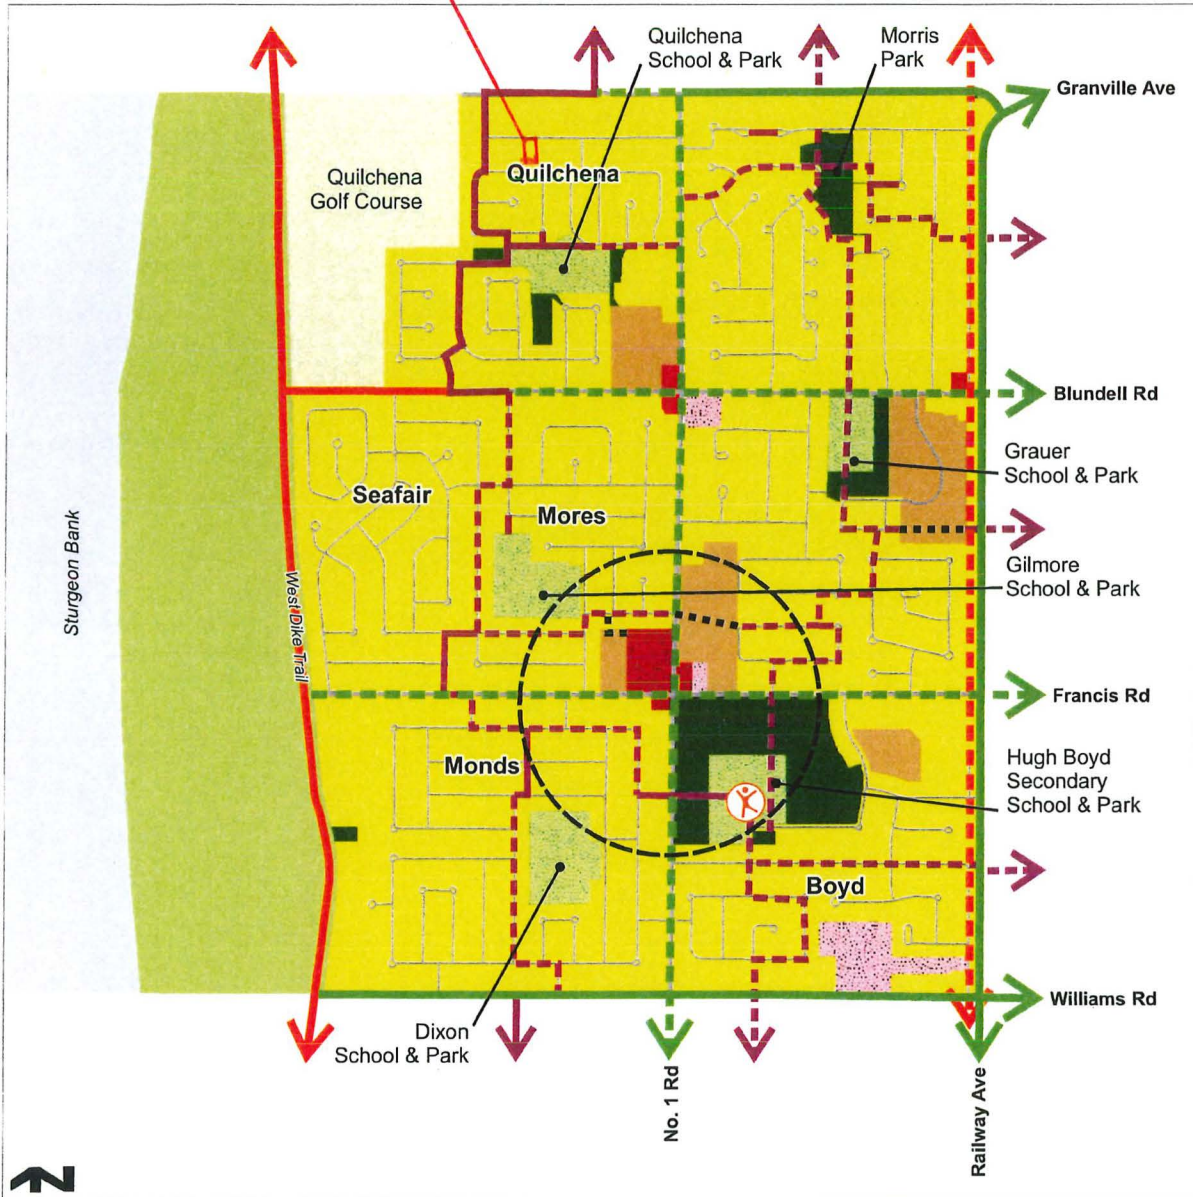 Quilchena
School & Park
Morris
Park
Granville Ave
Quilchena
Golf Course
Quilchena
Blundell Rd
Grauer
School & Park
Seafair
Mores
Sturgeon Bank
West Dike Trail
Gilmore
School & Park
Francis Rd
Monds
Hugh Boyd
Secondary
School & Park
Boyd
Williams Rd
Dixon
School & Park
No. 1 Rd
Railway Ave
N